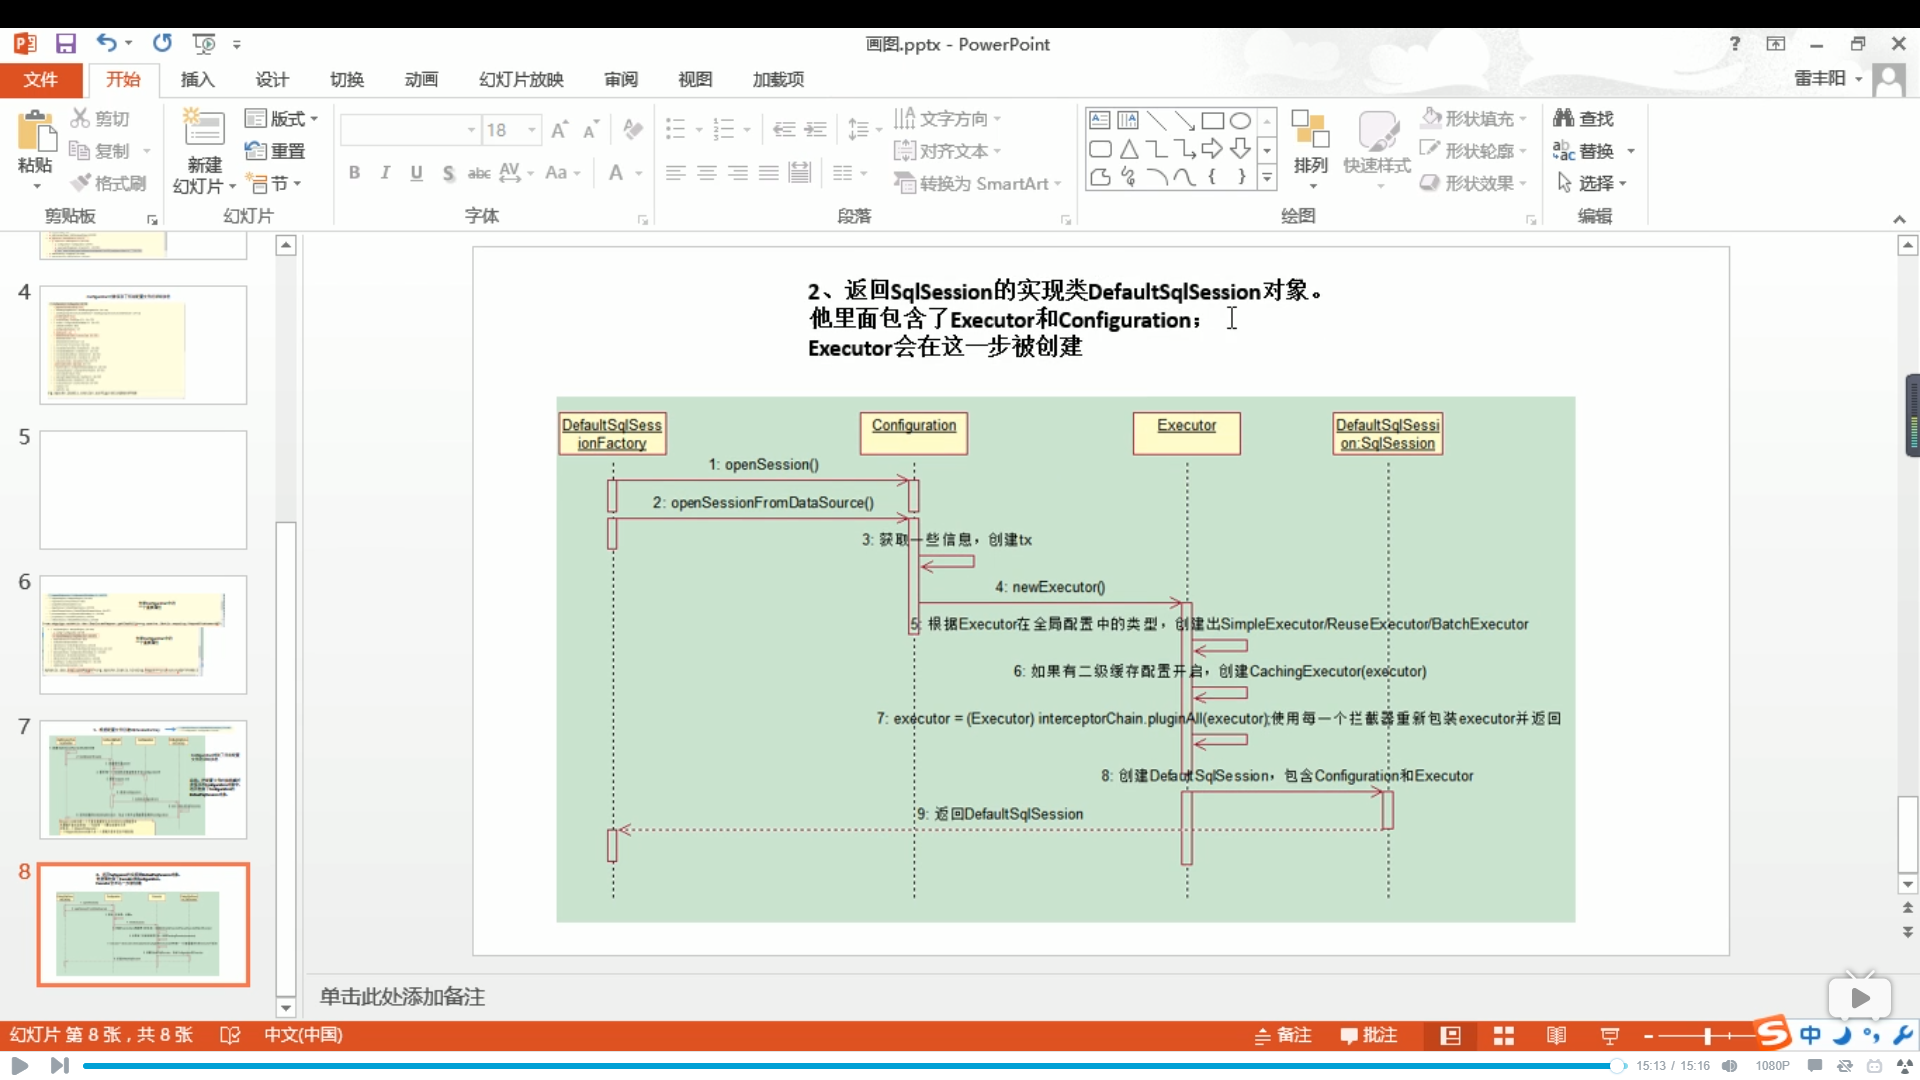 画图.pptx - PowerPoint
文件 开始 插入 设计 切换 动画 幻灯片放映 审阅 视图 加载项
雷丰阳
粘贴
剪切
复制
格式刷
剪贴板
新建
幻灯片
版式
重置
节
幻灯片
18
B I U S abc AV Aa A
字体
文字方向
对齐文本
转换为 SmartArt
段落
排列
快速样式
形状填充
形状轮廓
形状效果
绘图
查找
替换
选择
编辑
4
5
6
7
8
2、返回SqlSession的实现类DefaultSqlSession对象。
他里面包含了Executor和Configuration；
Executor会在这一步被创建
DefaultSqlSess
ionFactory
Configuration
Executor
DefaultSqlSessi
on:SqlSession
1: openSession()
2: openSessionFromDataSource()
3: 获取一些信息，创建tx
4: newExecutor()
5: 根据Executor在全局配置中的类型，创建出SimpleExecutor/ReuseExecutor/BatchExecutor
6: 如果有二级缓存配置开启，创建CachingExecutor(executor)
7: executor = (Executor) interceptorChain.pluginAll(executor);使用每一个拦截器重新包装executor并返回
8: 创建DefaultSqlSession，包含Configuration和Executor
9: 返回DefaultSqlSession
单击此处添加备注
幻灯片 第 8 张，共 8 张 中文(中国)
备注 批注
中
15:13 / 15:16 1080P